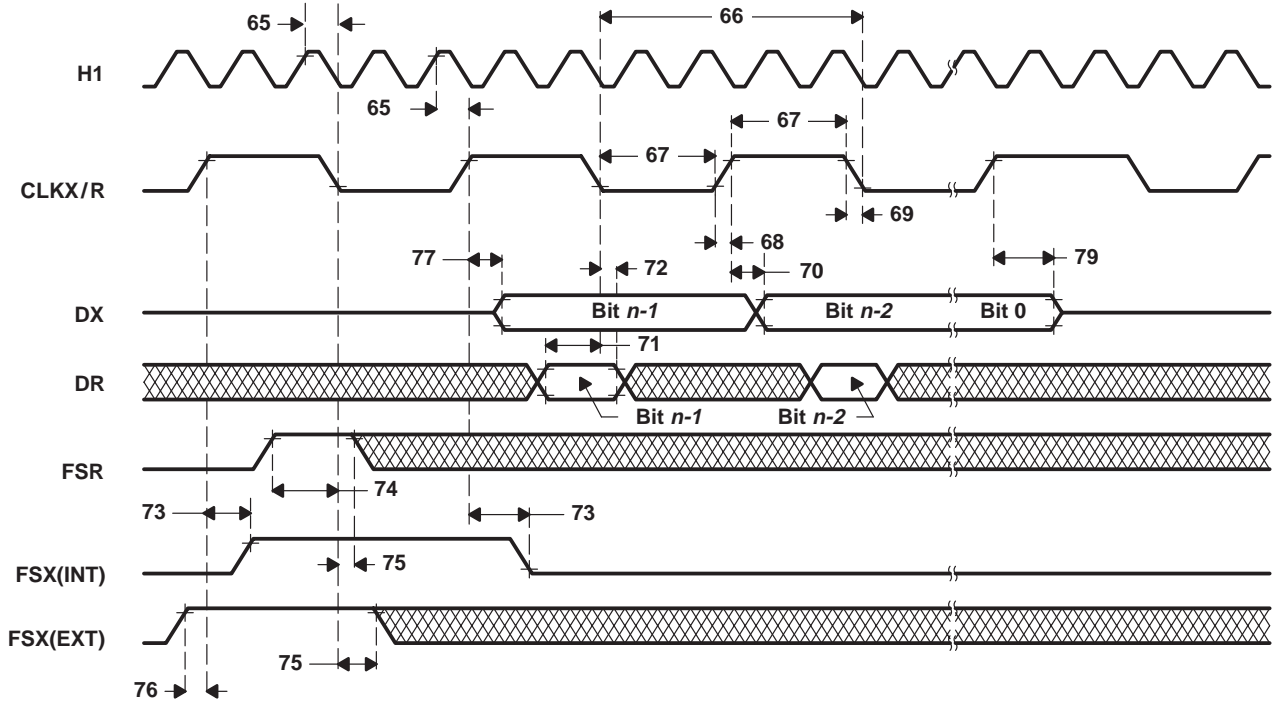 65
66
H1
65
67
67
CLKX/R
69
68
77
72
70
79
DX
Bit n-1
Bit n-2
Bit 0
71
DR
Bit n-1
Bit n-2
FSR
74
73
73
75
FSX(INT)
FSX(EXT)
75
76